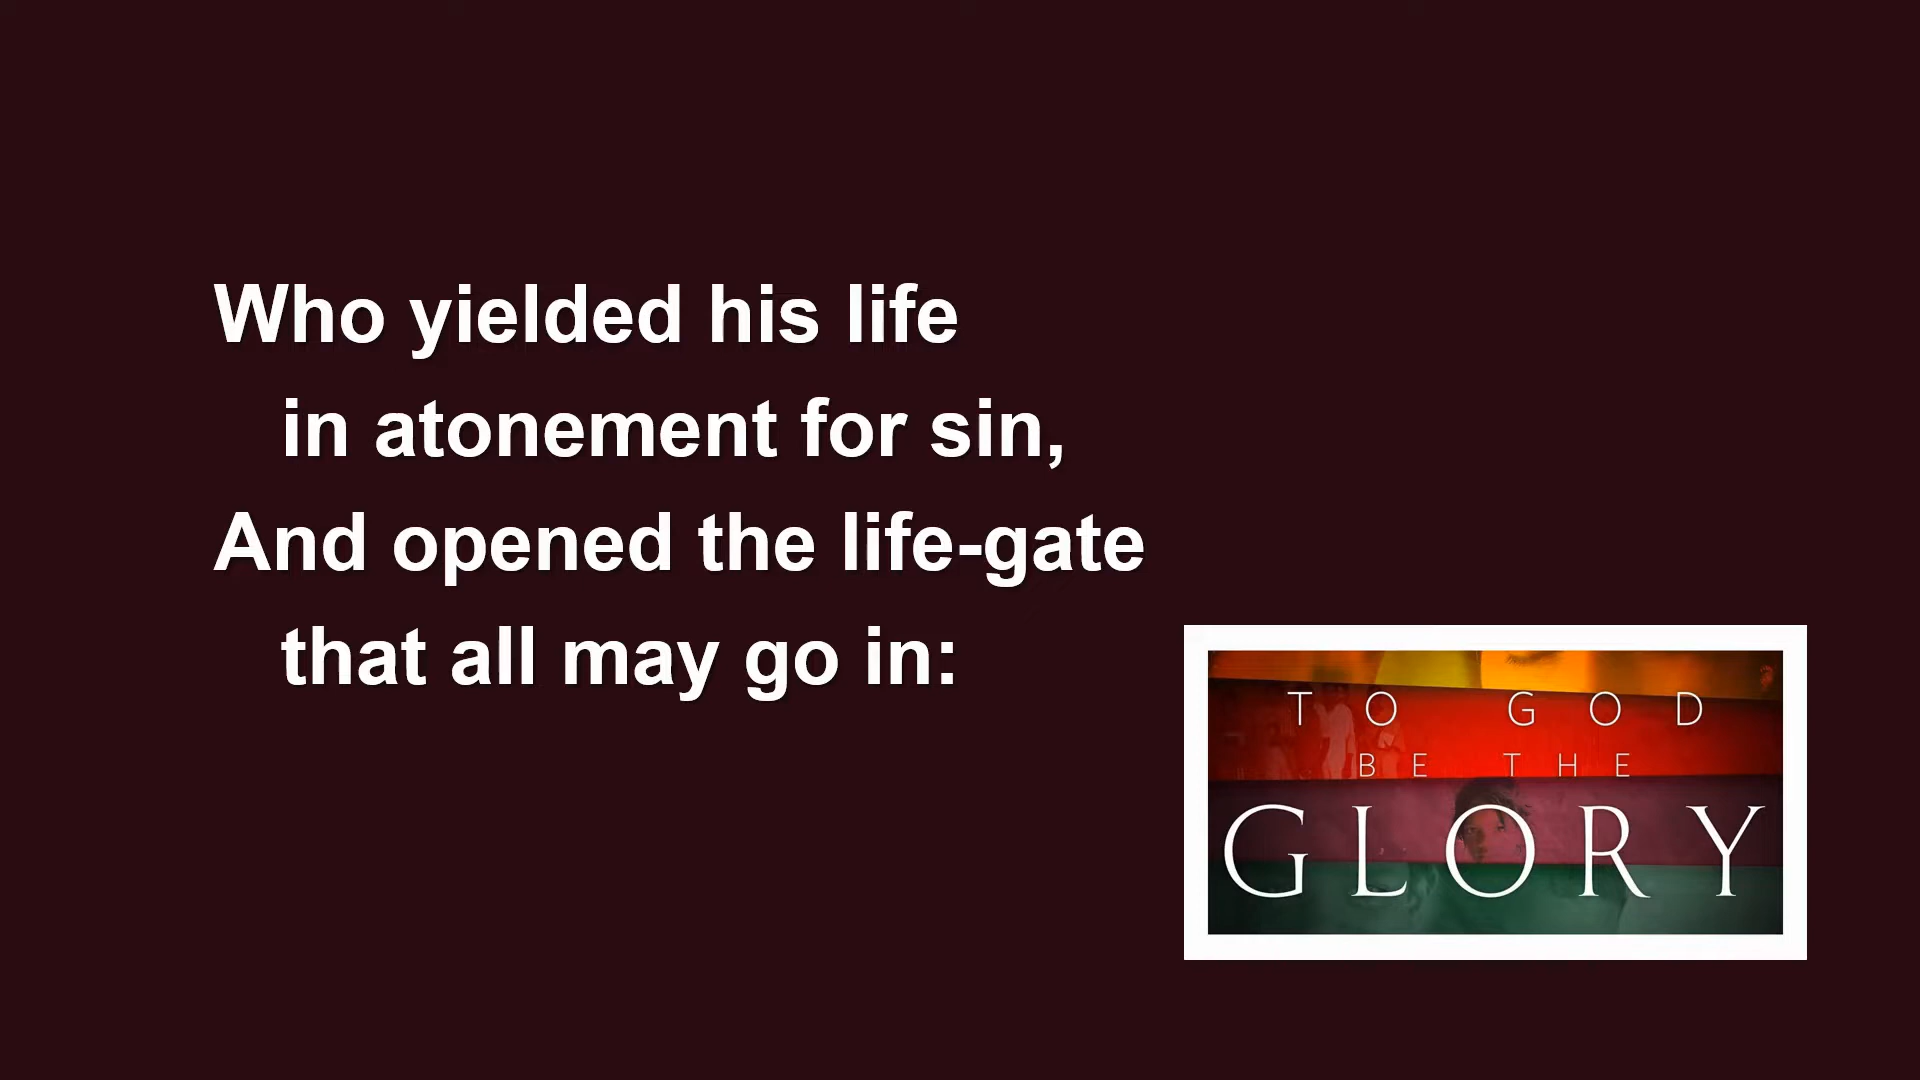 Who yielded his life
in atonement for sin,
And opened the life-gate
that all may go in:
TO GOD
BE THE
GLORY